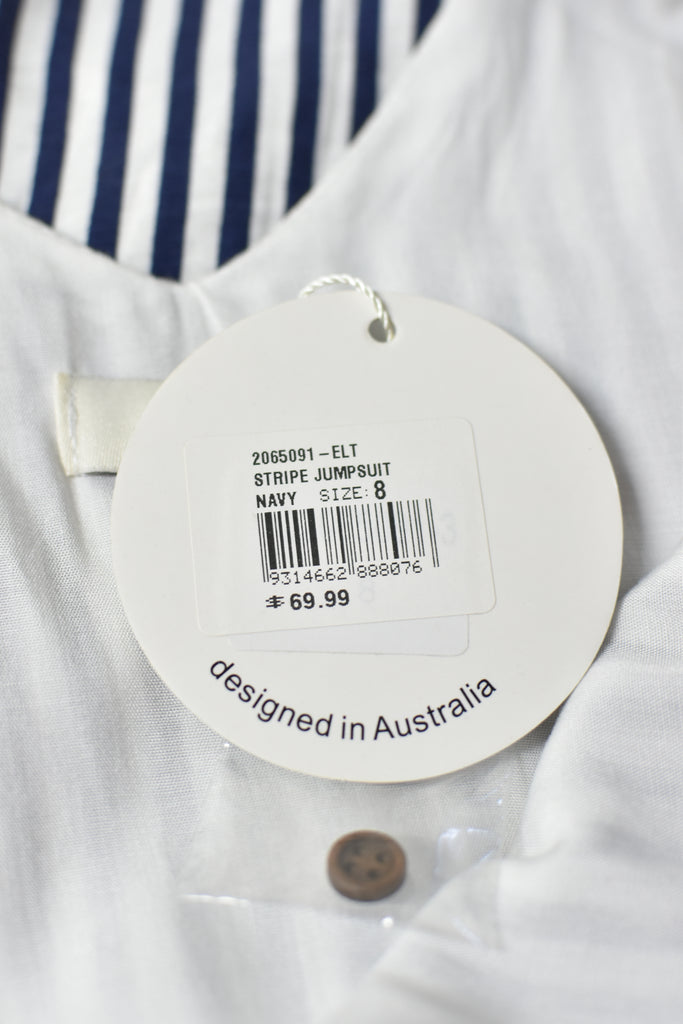 2065091-ELT
STRIPE JUMPSUIT
NAVY SIZE: 8
9314662 888076
69.99
designed in Australia